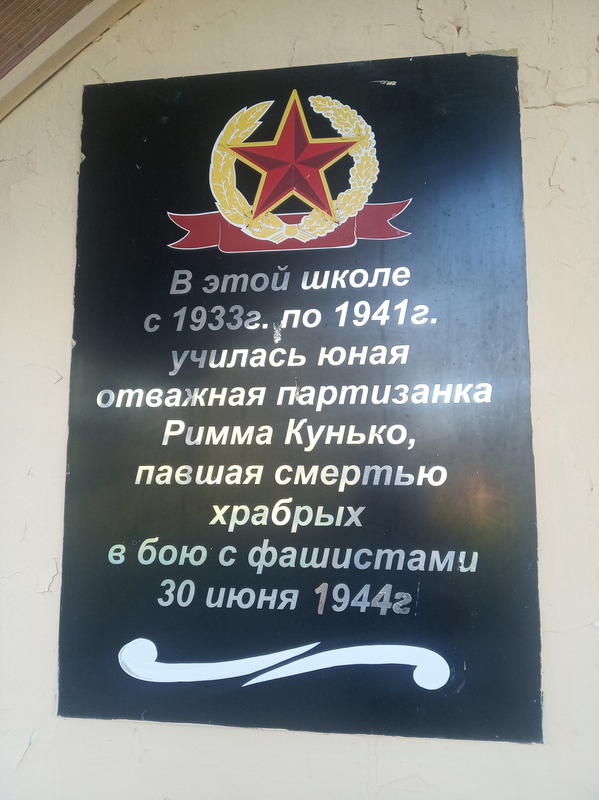 В этой школе
с 1933г. по 1941г.
училась юная
отважная партизанка
Римма Кунько,
павшая смертью
храбрых
в бою с фашистами
30 июня 1944г